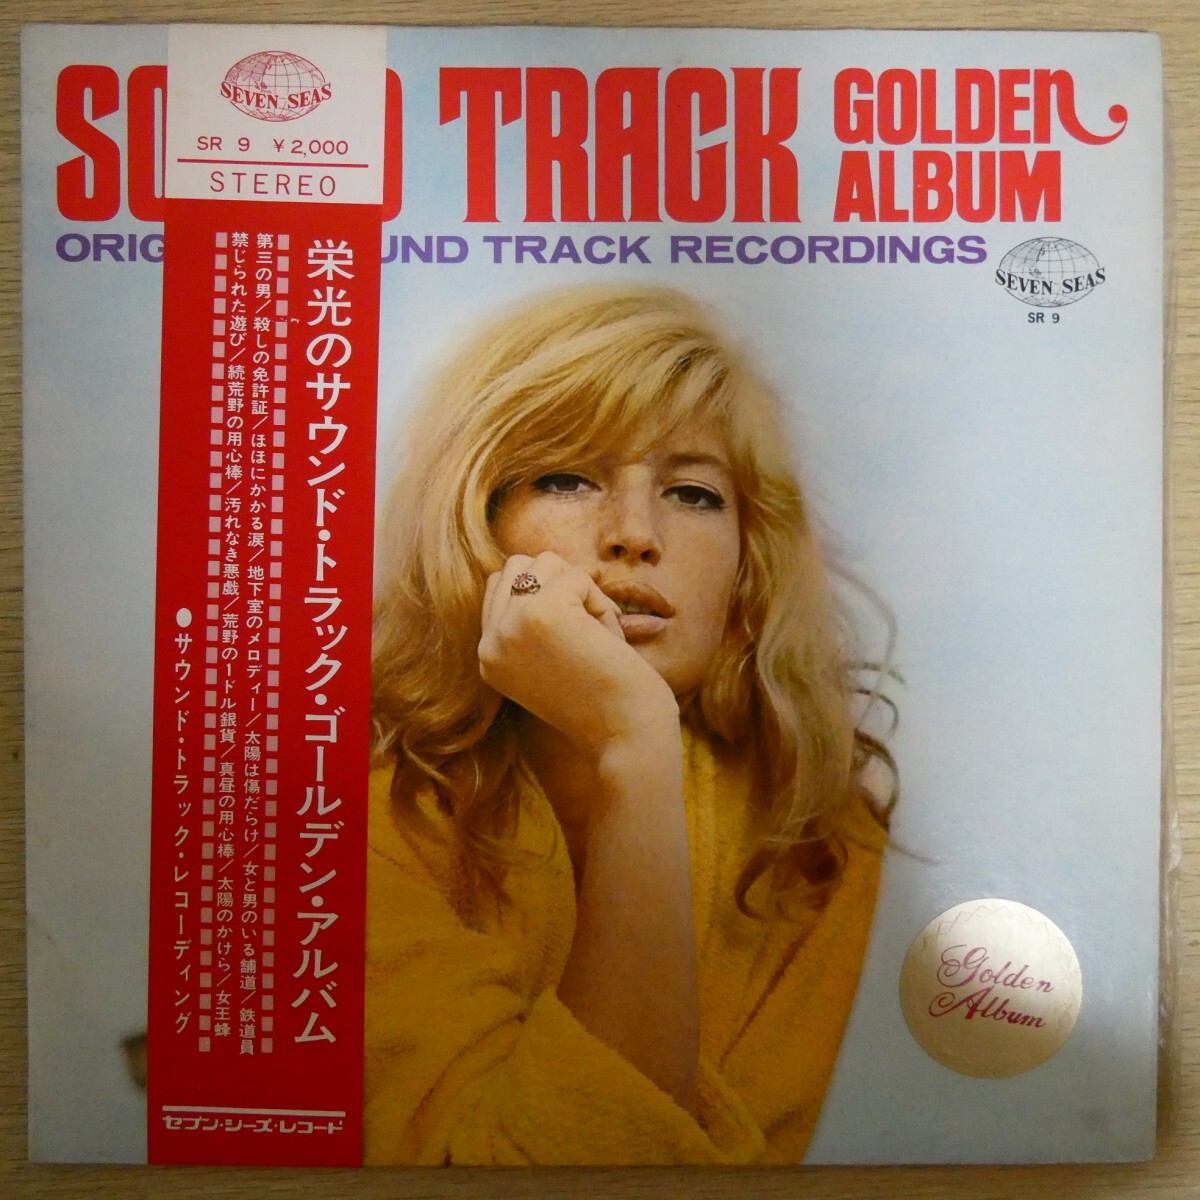 SO D TRACK
GOLDEN
ALBUM
ORIG UND TRACK RECORDINGS
SEVEN SEAS
SR 9
SEVEN SEAS
SR 9 ¥2,000
STEREO
栄光のサウンド・トラック・ゴールデン・アルバム
第三の男/殺しの免許証/ほほにかかる涙/地下室のメロディー/太陽は傷だらけ/女と男のいる舗道/鉄道員
禁じられた遊び/続荒野の用心棒/汚れなき悪戯/荒野の1ドル銀貨/真昼の用心棒/太陽のかけら/女王蜂
●サウンド・トラック・レコーディング
セブン・シーズ・レコード
Golden
Album